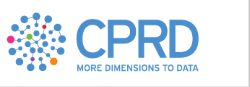 CPRD
MORE DIMENSIONS TO DATA